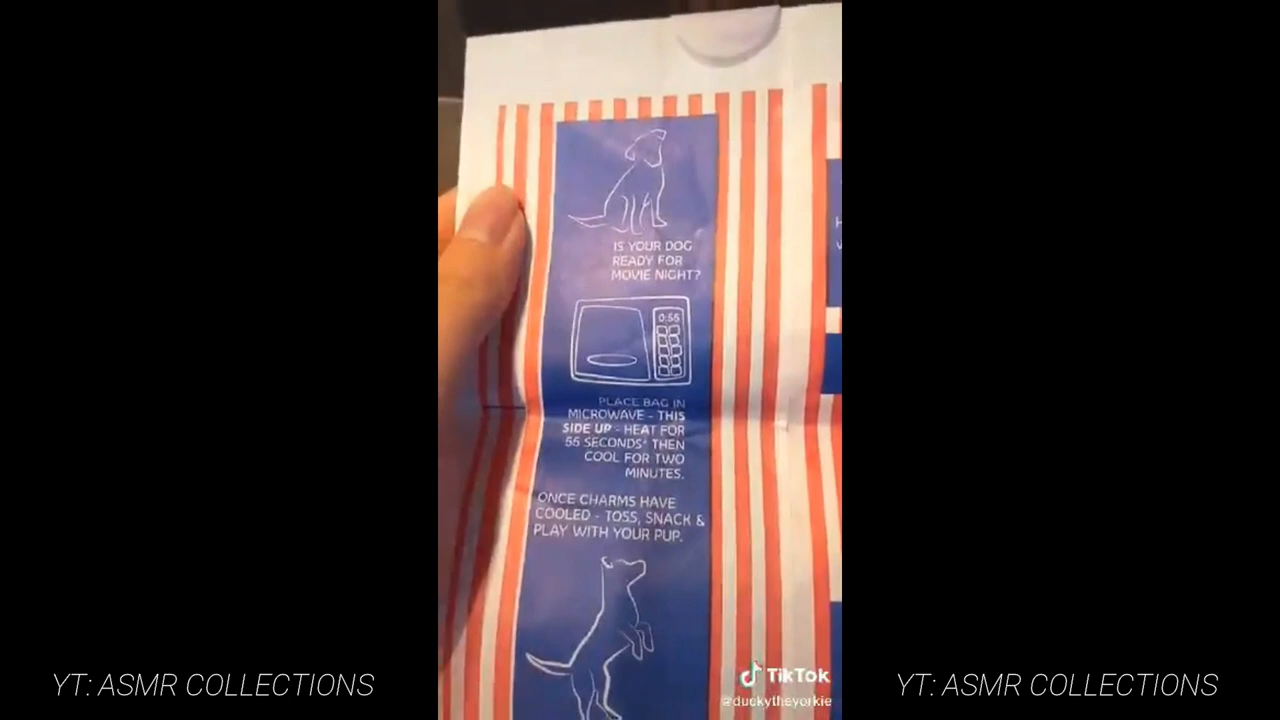 IS YOUR DOG
READY FOR
MOVIE NIGHT?
0:55
PLACE BAG IN
MICROWAVE - THIS
SIDE UP - HEAT FOR
55 SECONDS* THEN
COOL FOR TWO
MINUTES.
ONCE CHARMS HAVE
COOLED - TOSS, SNACK &
PLAY WITH YOUR PUP.
TikTok
@duckytheyorkie
YT: ASMR COLLECTIONS
YT: ASMR COLLECTIONS